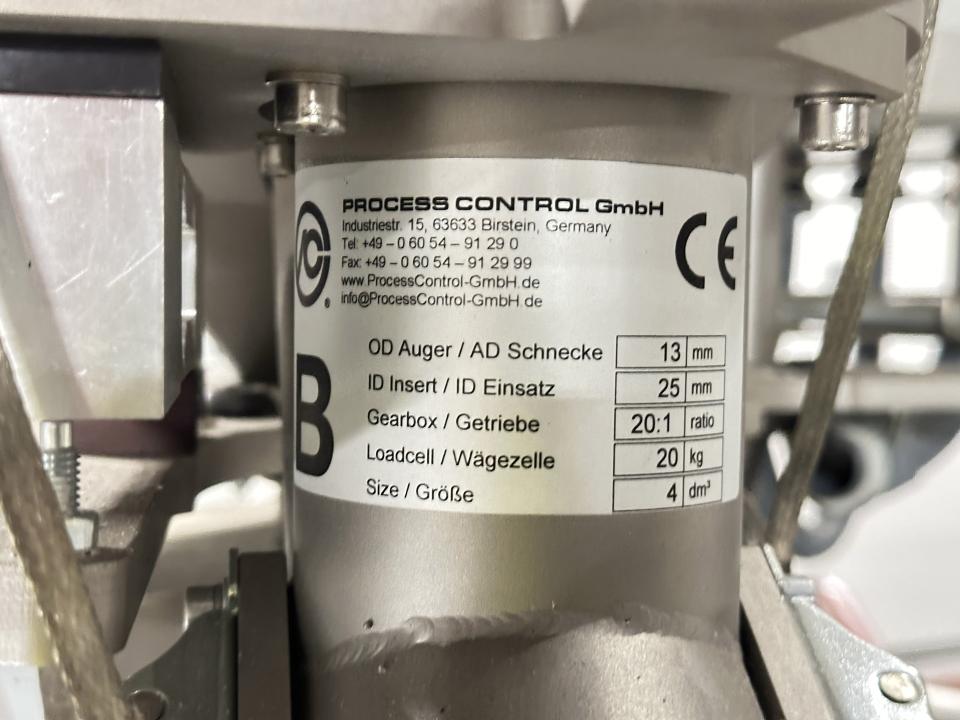 PROCESS CONTROL GmbH
Industriestr. 15, 63633 Birstein, Germany
Tel: +49 – 0 60 54 – 91 29 0
Fax: +49 – 0 60 54 – 91 29 99
www.ProcessControl-GmbH.de
info@ProcessControl-GmbH.de
®
CE
B
OD Auger / AD Schnecke 13 mm
ID Insert / ID Einsatz 25 mm
Gearbox / Getriebe 20:1 ratio
Loadcell / Wägezelle 20 kg
Size / Größe 4 dm³